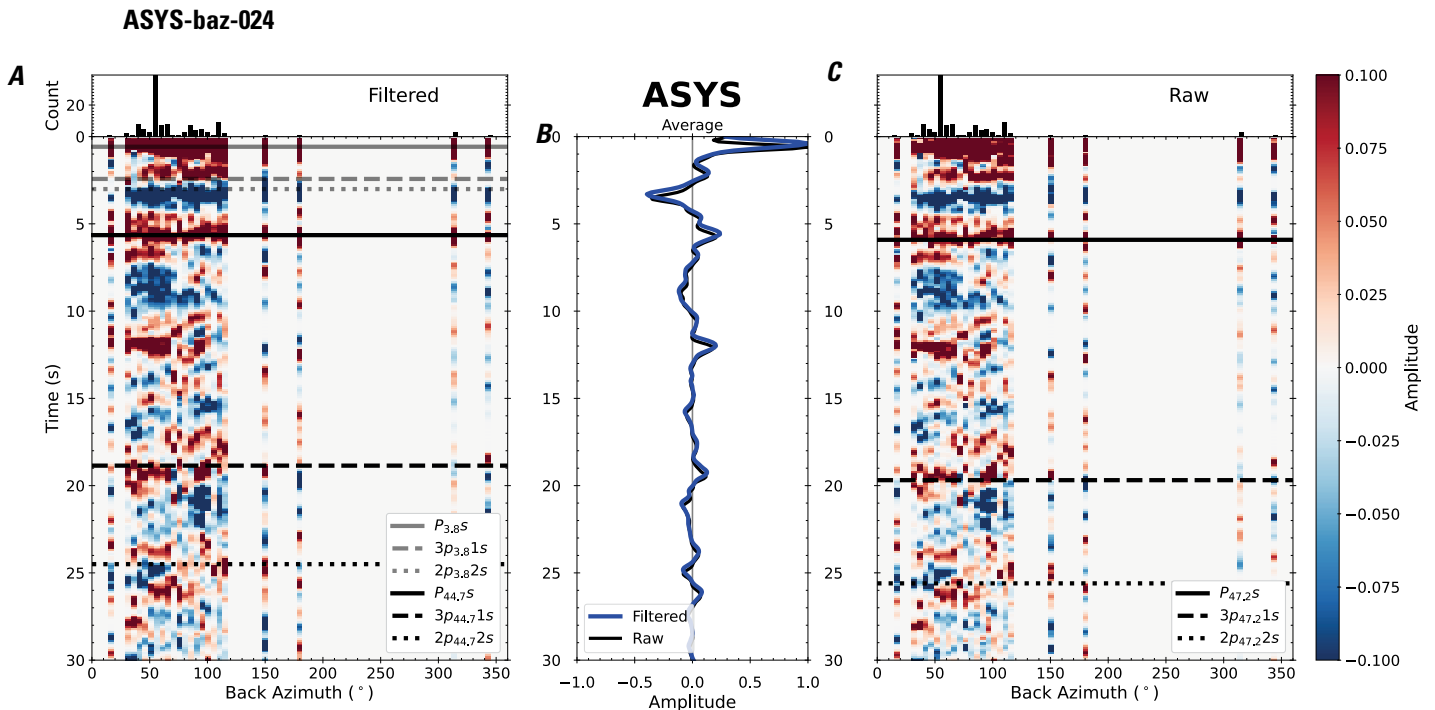 ASYS-baz-024
A
Count
20
0
Filtered
0
5
10
15
20
25
30
Time (s)
P3.8s
3p3.81s
2p3.82s
P44.7s
3p44.71s
2p44.72s
0 50 100 150 200 250 300 350
Back Azimuth (°)
ASYS
B
Average
0
5
10
15
20
25
30
Filtered
Raw
−1.0 −0.5 0.0 0.5 1.0
Amplitude
C
Raw
0
5
10
15
20
25
30
P47.2s
3p47.21s
2p47.22s
0 50 100 150 200 250 300 350
Back Azimuth (°)
0.100
0.075
0.050
0.025
0.000
−0.025
−0.050
−0.075
−0.100
Amplitude